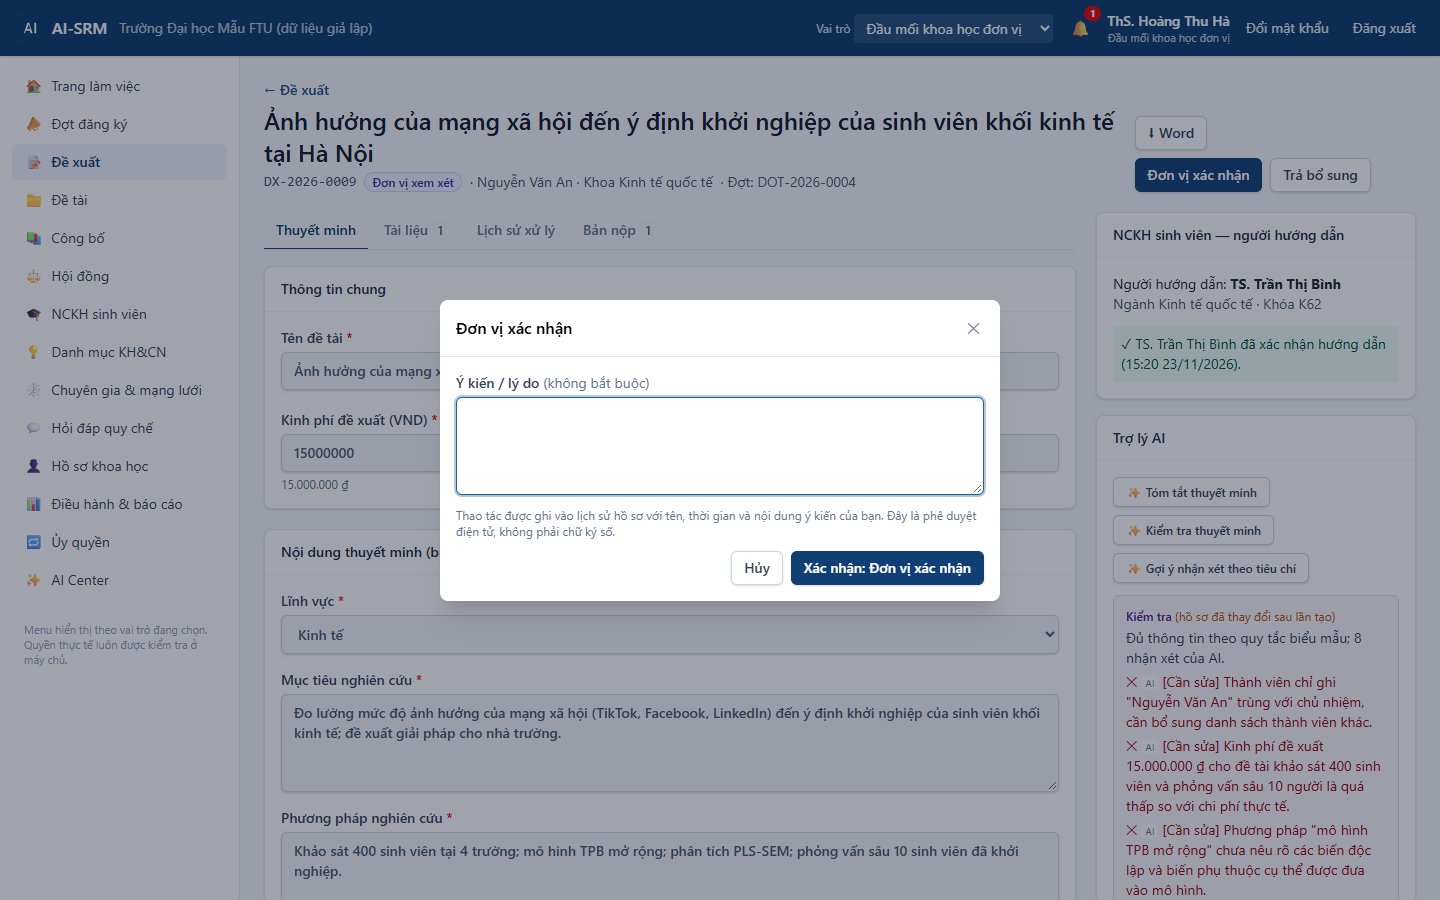 AI AI-SRM Trường Đại học Mẫu FTU (dữ liệu giả lập)
Vai trò Đầu mối khoa học đơn vị
1
ThS. Hoàng Thu Hà
Đầu mối khoa học đơn vị
Đổi mật khẩu
Đăng xuất
Trang làm việc
Đợt đăng ký
Đề xuất
Đề tài
Công bố
Hội đồng
NCKH sinh viên
Danh mục KH&CN
Chuyên gia & mạng lưới
Hỏi đáp quy chế
Hồ sơ khoa học
Điều hành & báo cáo
Ủy quyền
AI Center
Menu hiển thị theo vai trò đang chọn.
Quyền thực tế luôn được kiểm tra ở
máy chủ.
← Đề xuất
Ảnh hưởng của mạng xã hội đến ý định khởi nghiệp của sinh viên khối kinh tế
tại Hà Nội
DX-2026-0009 Đơn vị xem xét · Nguyễn Văn An · Khoa Kinh tế quốc tế · Đợt: DOT-2026-0004
⭳ Word
Đơn vị xác nhận
Trả bổ sung
Thuyết minh
Tài liệu 1
Lịch sử xử lý
Bản nộp 1
Thông tin chung
Tên đề tài *
Ảnh hưởng của mạng x
Kinh phí đề xuất (VND) *
15000000
15.000.000 ₫
Nội dung thuyết minh (b
Lĩnh vực *
Kinh tế
Mục tiêu nghiên cứu *
Đo lường mức độ ảnh hưởng của mạng xã hội (TikTok, Facebook, LinkedIn) đến ý định khởi nghiệp của sinh viên khối
kinh tế; đề xuất giải pháp cho nhà trường.
Phương pháp nghiên cứu *
Khảo sát 400 sinh viên tại 4 trường; mô hình TPB mở rộng; phân tích PLS-SEM; phỏng vấn sâu 10 sinh viên đã khởi
nghiệp.
Đơn vị xác nhận
Ý kiến / lý do (không bắt buộc)
Thao tác được ghi vào lịch sử hồ sơ với tên, thời gian và nội dung ý kiến của bạn. Đây là phê duyệt
điện tử, không phải chữ ký số.
Hủy
Xác nhận: Đơn vị xác nhận
NCKH sinh viên — người hướng dẫn
Người hướng dẫn: TS. Trần Thị Bình
Ngành Kinh tế quốc tế · Khóa K62
✓ TS. Trần Thị Bình đã xác nhận hướng dẫn
(15:20 23/11/2026).
Trợ lý AI
✨ Tóm tắt thuyết minh
✨ Kiểm tra thuyết minh
✨ Gợi ý nhận xét theo tiêu chí
Kiểm tra (hồ sơ đã thay đổi sau lần tạo)
Đủ thông tin theo quy tắc biểu mẫu; 8
nhận xét của AI.
✕ AI [Cần sửa] Thành viên chỉ ghi
"Nguyễn Văn An" trùng với chủ nhiệm,
cần bổ sung danh sách thành viên khác.
✕ AI [Cần sửa] Kinh phí đề xuất
15.000.000 ₫ cho đề tài khảo sát 400 sinh
viên và phỏng vấn sâu 10 người là quá
thấp so với chi phí thực tế.
✕ AI [Cần sửa] Phương pháp "mô hình
TPB mở rộng" chưa nêu rõ các biến độc
lập và biến phụ thuộc cụ thể được đưa
vào mô hình.